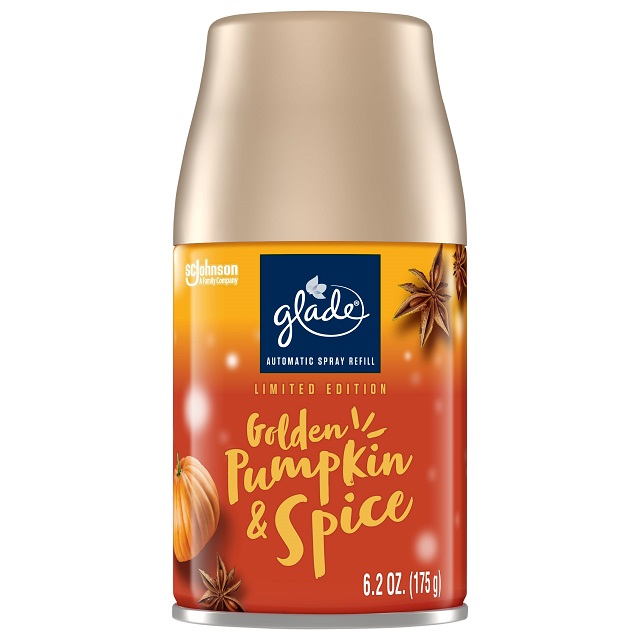 scjohnson
A Family Company
glade®
AUTOMATIC SPRAY REFILL
LIMITED EDITION
Golden
Pumpkin
& Spice
6.2 OZ. (175 g)